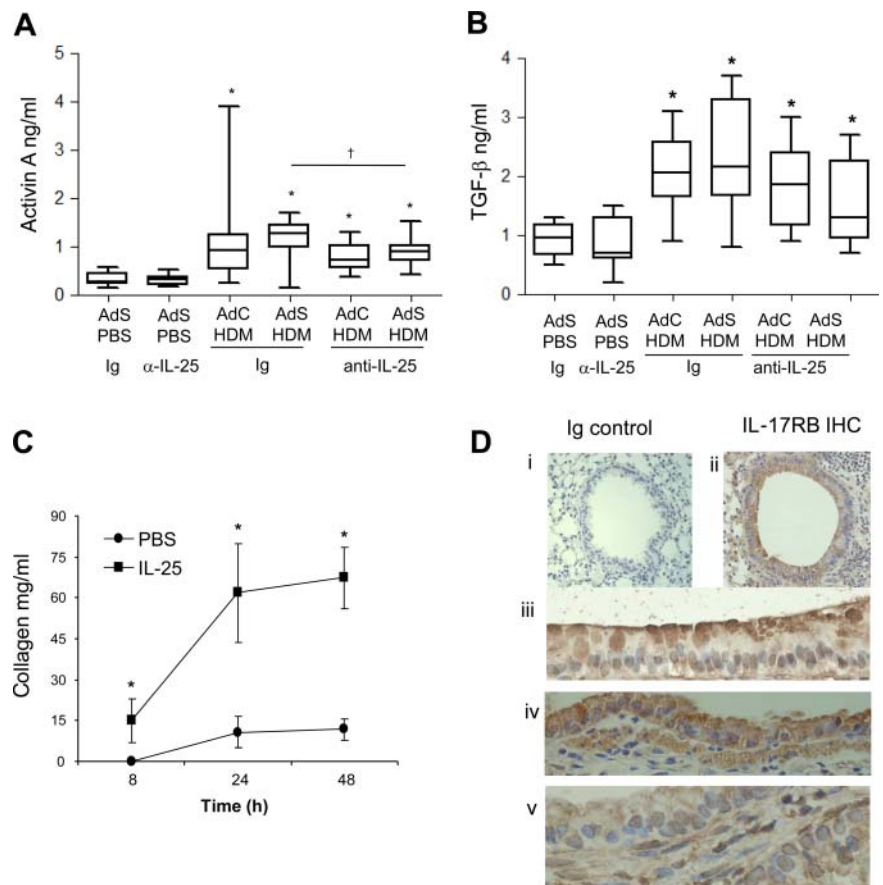 A
5
4
3
2
1
0
Activin A ng/ml
*
*
*
*
†
AdS PBS
AdS PBS
AdC HDM
AdS HDM
AdC HDM
AdS HDM
Ig
α-IL-25
Ig
anti-IL-25
B
4
3
2
1
0
TGF-β ng/ml
*
*
*
*
AdS PBS
AdS PBS
AdC HDM
AdS HDM
AdC HDM
AdS HDM
Ig
α-IL-25
Ig
anti-IL-25
C
90
75
60
45
30
15
0
Collagen mg/ml
PBS
IL-25
*
*
*
8
24
48
Time (h)
D
Ig control
IL-17RB IHC
i
ii
iii
iv
v